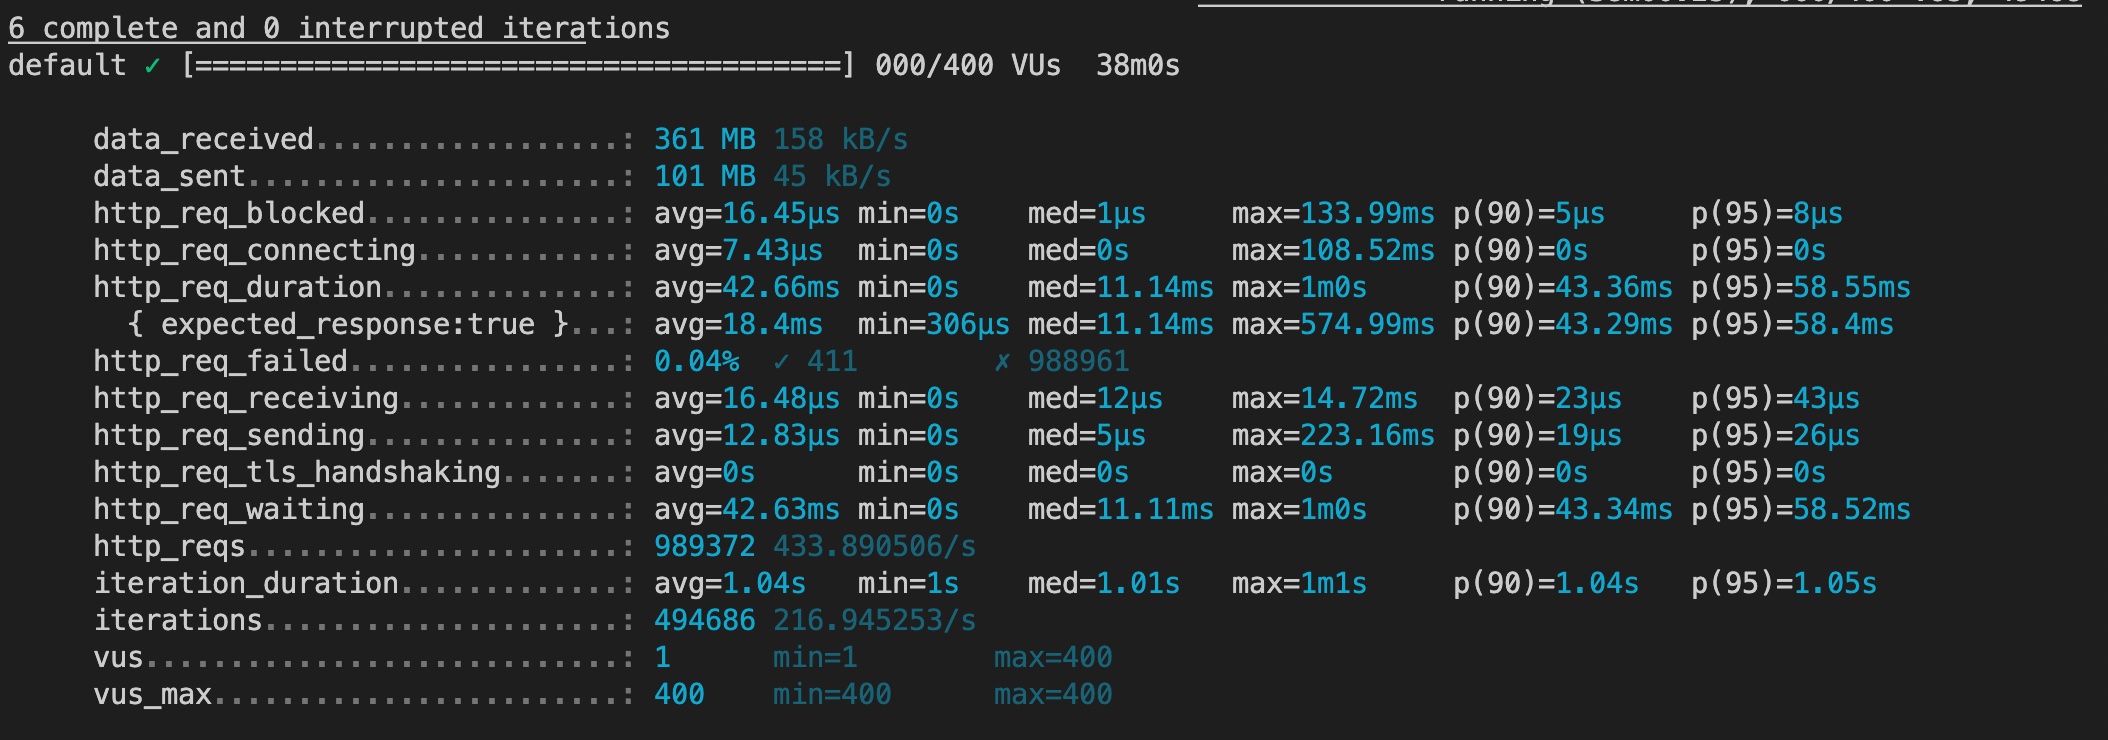 6 complete and 0 interrupted iterations
default ✓ [======================================] 000/400 VUs  38m0s
data_received..................: 361 MB 158 kB/s
data_sent......................: 101 MB 45 kB/s
http_req_blocked...............: avg=16.45µs min=0s    med=1µs     max=133.99ms p(90)=5µs     p(95)=8µs
http_req_connecting............: avg=7.43µs  min=0s    med=0s      max=108.52ms p(90)=0s      p(95)=0s
http_req_duration..............: avg=42.66ms min=0s    med=11.14ms max=1m0s     p(90)=43.36ms p(95)=58.55ms
{ expected_response:true }...: avg=18.4ms  min=306µs med=11.14ms max=574.99ms p(90)=43.29ms p(95)=58.4ms
http_req_failed................: 0.04%  ✓ 411        ✗ 988961
http_req_receiving.............: avg=16.48µs min=0s    med=12µs    max=14.72ms  p(90)=23µs    p(95)=43µs
http_req_sending...............: avg=12.83µs min=0s    med=5µs     max=223.16ms p(90)=19µs    p(95)=26µs
http_req_tls_handshaking.......: avg=0s      min=0s    med=0s      max=0s       p(90)=0s      p(95)=0s
http_req_waiting...............: avg=42.63ms min=0s    med=11.11ms max=1m0s     p(90)=43.34ms p(95)=58.52ms
http_reqs......................: 989372 433.890506/s
iteration_duration.............: avg=1.04s   min=1s    med=1.01s   max=1m1s     p(90)=1.04s   p(95)=1.05s
iterations.....................: 494686 216.945253/s
vus............................: 1      min=1        max=400
vus_max........................: 400    min=400      max=400